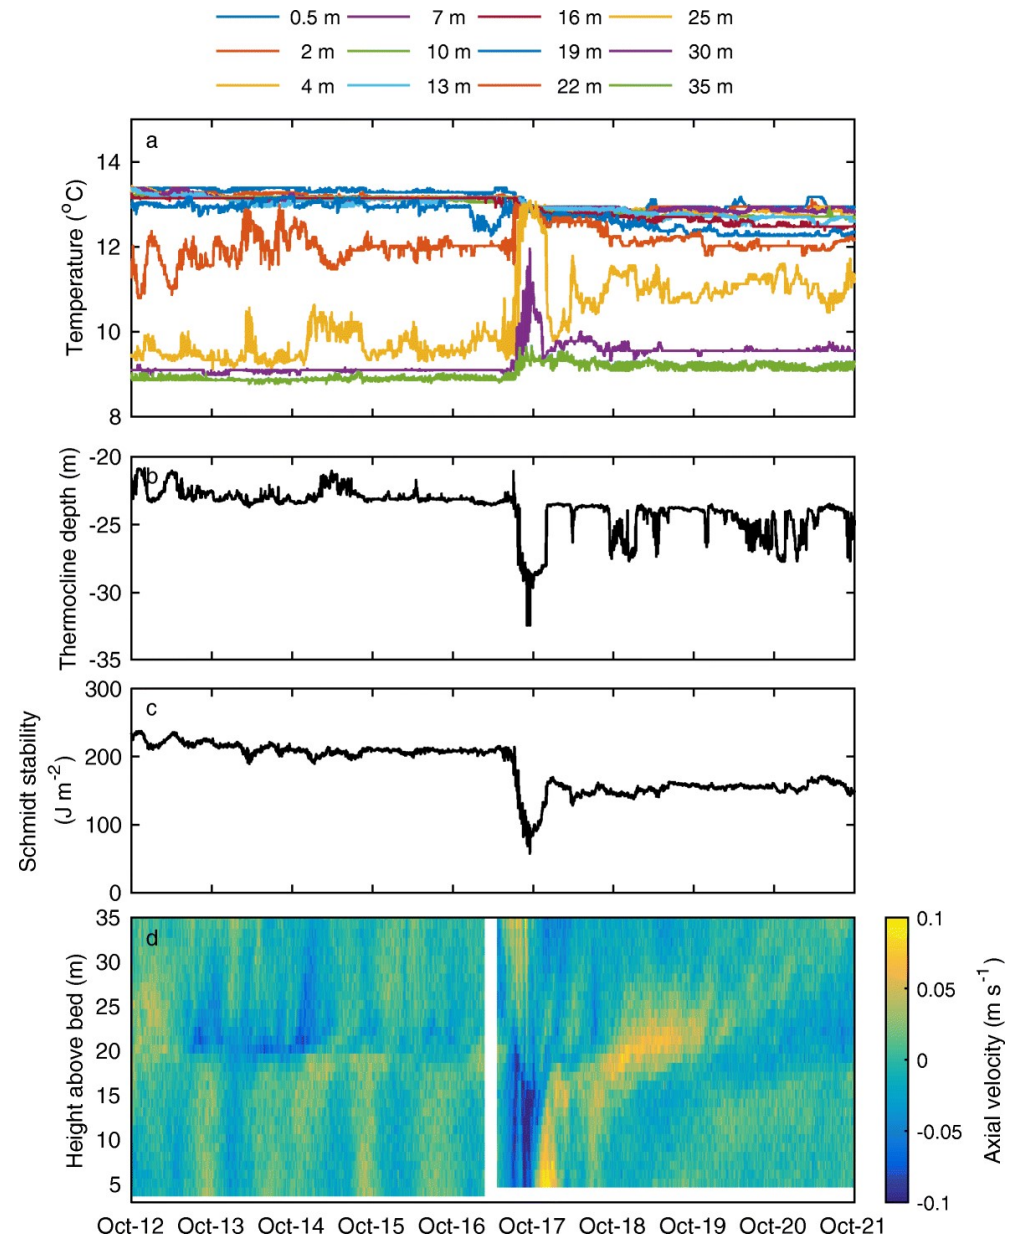 0.5 m 7 m 16 m 25 m
2 m 10 m 19 m 30 m
4 m 13 m 22 m 35 m
a
14
12
10
8
Temperature (°C)
b
-20
-25
-30
-35
Thermocline depth (m)
c
300
200
100
0
Schmidt stability
(J m⁻²)
d
35
30
25
20
15
10
5
Height above bed (m)
0.1
0.05
0
-0.05
-0.1
Axial velocity (m s⁻¹)
Oct-12 Oct-13 Oct-14 Oct-15 Oct-16 Oct-17 Oct-18 Oct-19 Oct-20 Oct-21